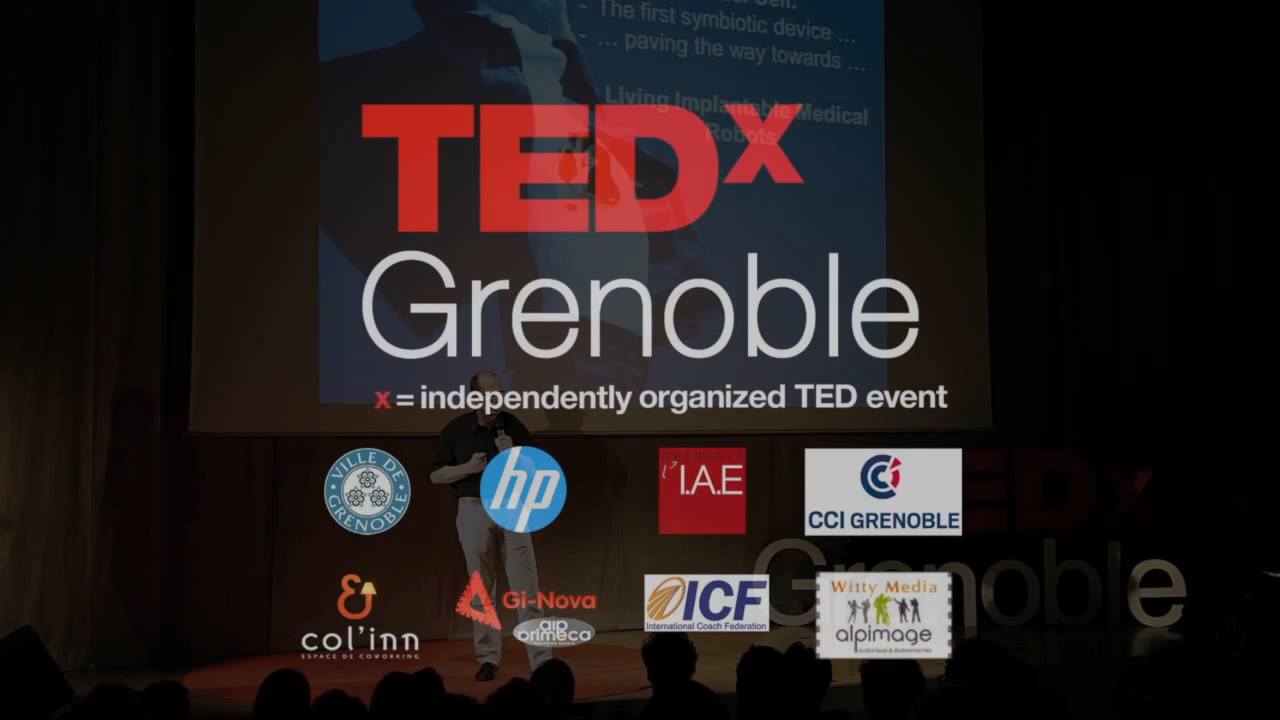 The first symbiotic device ...
- ... paving the way towards ...
Living Implantable Medical
Robots
TEDx
Grenoble
x = independently organized TED event
VILLE DE GRENOBLE
hp
GRENOBLE
l'I.A.E
CCI GRENOBLE
Grenoble
col'inn
ESPACE DE COWORKING
Gi-Nova
aip
primeca
ICF
International Coach Federation
Witty Media
alpimage